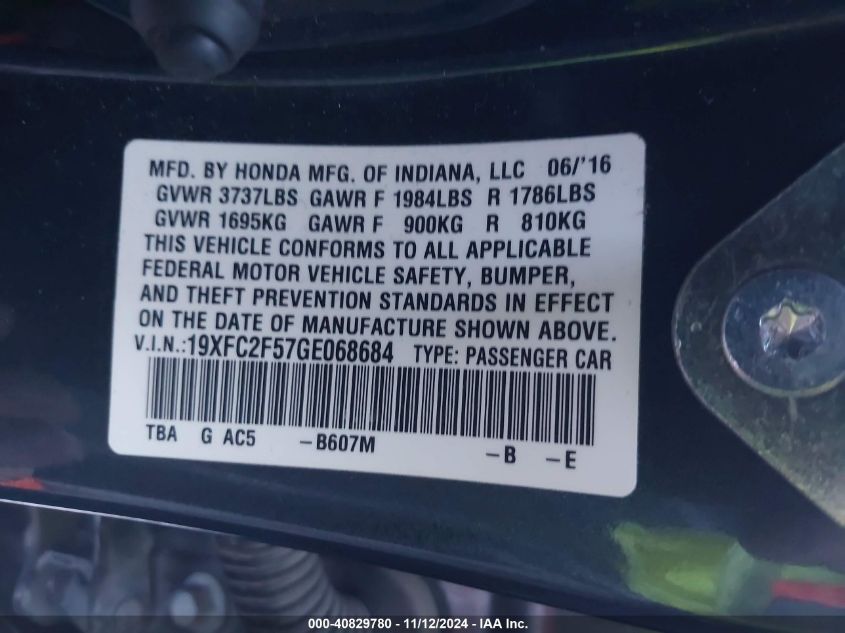 MFD. BY HONDA MFG. OF INDIANA, LLC 06/'16
GVWR 3737LBS GAWR F 1984LBS R 1786LBS
GVWR 1695KG GAWR F 900KG R 810KG
THIS VEHICLE CONFORMS TO ALL APPLICABLE
FEDERAL MOTOR VEHICLE SAFETY, BUMPER,
AND THEFT PREVENTION STANDARDS IN EFFECT
ON THE DATE OF MANUFACTURE SHOWN ABOVE.
V.I.N.:19XFC2F57GE068684 TYPE: PASSENGER CAR
TBA G AC5 -B607M -B -E
000-40829780 - 11/12/2024 - IAA Inc.